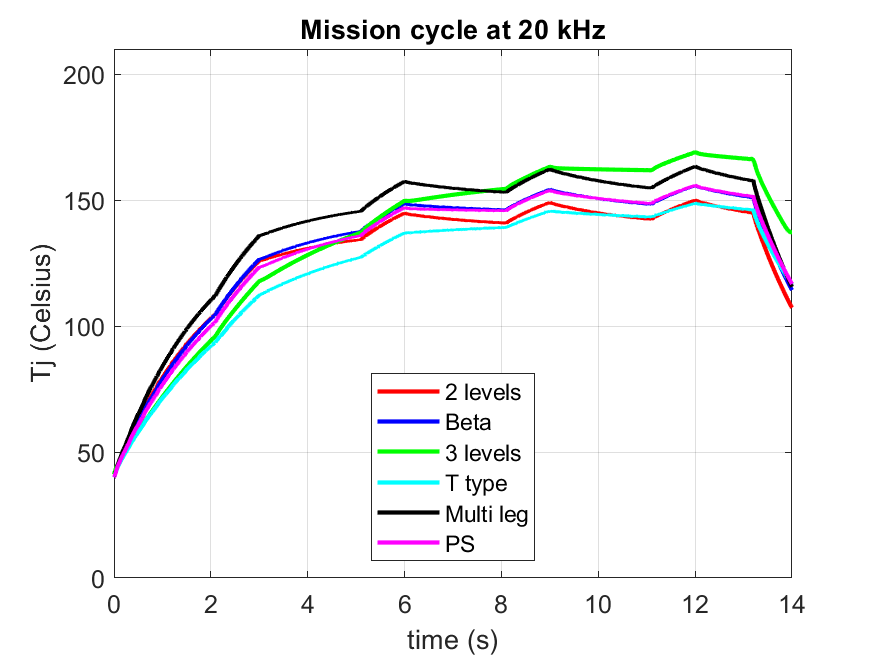 Mission cycle at 20 kHz
200
150
100
50
0
Tj (Celsius)
2 levels
Beta
3 levels
T type
Multi leg
PS
0 2 4 6 8 10 12 14
time (s)